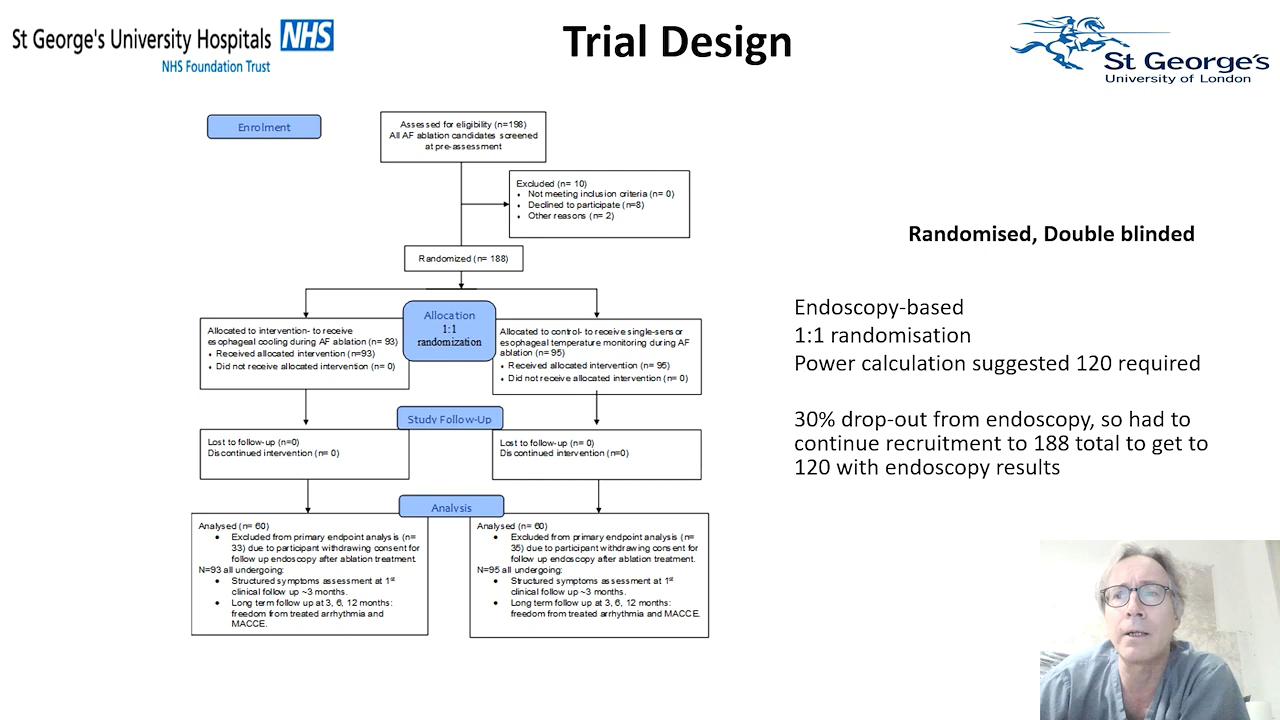 St George's University Hospitals NHS
NHS Foundation Trust
Trial Design
St George's
University of London
Enrolment
Assessed for eligibility (n=198)
All AF ablation candidates screened
at pre-assessment
Excluded (n= 10)
• Not meeting inclusion criteria (n= 0)
• Declined to participate (n=8)
• Other reasons (n= 2)
Randomized (n= 188)
Allocation
1:1
randomization
Allocated to intervention- to receive
esophageal cooling during AF ablation (n= 93)
• Received allocated intervention (n=93)
• Did not receive allocated intervention (n= 0)
Allocated to control- to receive single-sensor
esophageal temperature monitoring during AF
ablation (n= 95)
• Received allocated intervention (n= 95)
• Did not receive allocated intervention (n= 0)
Study Follow-Up
Lost to follow-up (n=0)
Discontinued intervention (n= 0)
Lost to follow-up (n= 0)
Discontinued intervention (n=0)
Analysis
Analysed (n= 60)
• Excluded from primary endpoint analysis (n=
33) due to participant withdrawing consent for
follow up endoscopy after ablation treatment.
N=93 all undergoing:
• Structured symptoms assessment at 1st
clinical follow up ~3 months.
• Long term follow up at 3, 6, 12 months:
freedom from treated arrhythmia and
MACCE.
Analysed (n= 60)
• Excluded from primary endpoint analysis (n=
35) due to participant withdrawing consent for
follow up endoscopy after ablation treatment.
N=95 all undergoing:
• Structured symptoms assessment at 1st
clinical follow up ~3 months.
• Long term follow up at 3, 6, 12 months:
freedom from treated arrhythmia and MACCE.
Randomised, Double blinded
Endoscopy-based
1:1 randomisation
Power calculation suggested 120 required
30% drop-out from endoscopy, so had to
continue recruitment to 188 total to get to
120 with endoscopy results